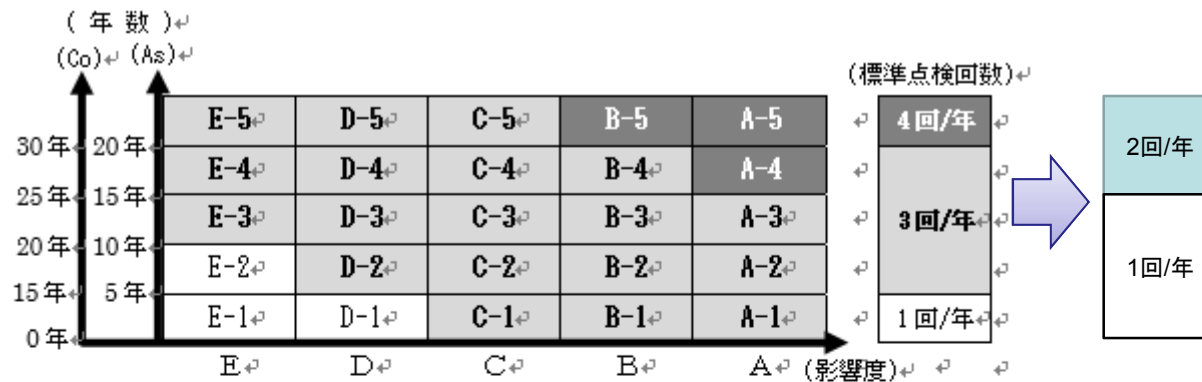 (年数)
(Co) (As)
(標準点検回数)
E-5 D-5 C-5 B-5 A-5 4回/年
30年 20年
2回/年
E-4 D-4 C-4 B-4 A-4
25年 15年
E-3 D-3 C-3 B-3 A-3 3回/年
20年 10年
E-2 D-2 C-2 B-2 A-2
1回/年
15年 5年
E-1 D-1 C-1 B-1 A-1 1回/年
0年
E D C B A (影響度)